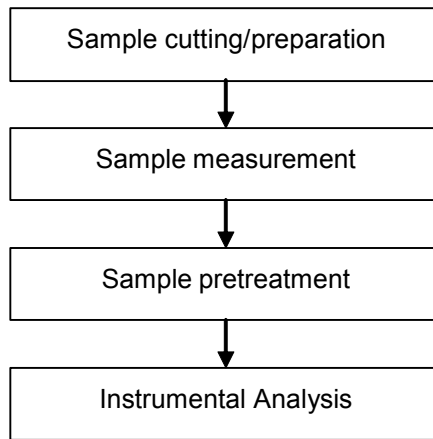 Sample cutting/preparation
Sample measurement
Sample pretreatment
Instrumental Analysis